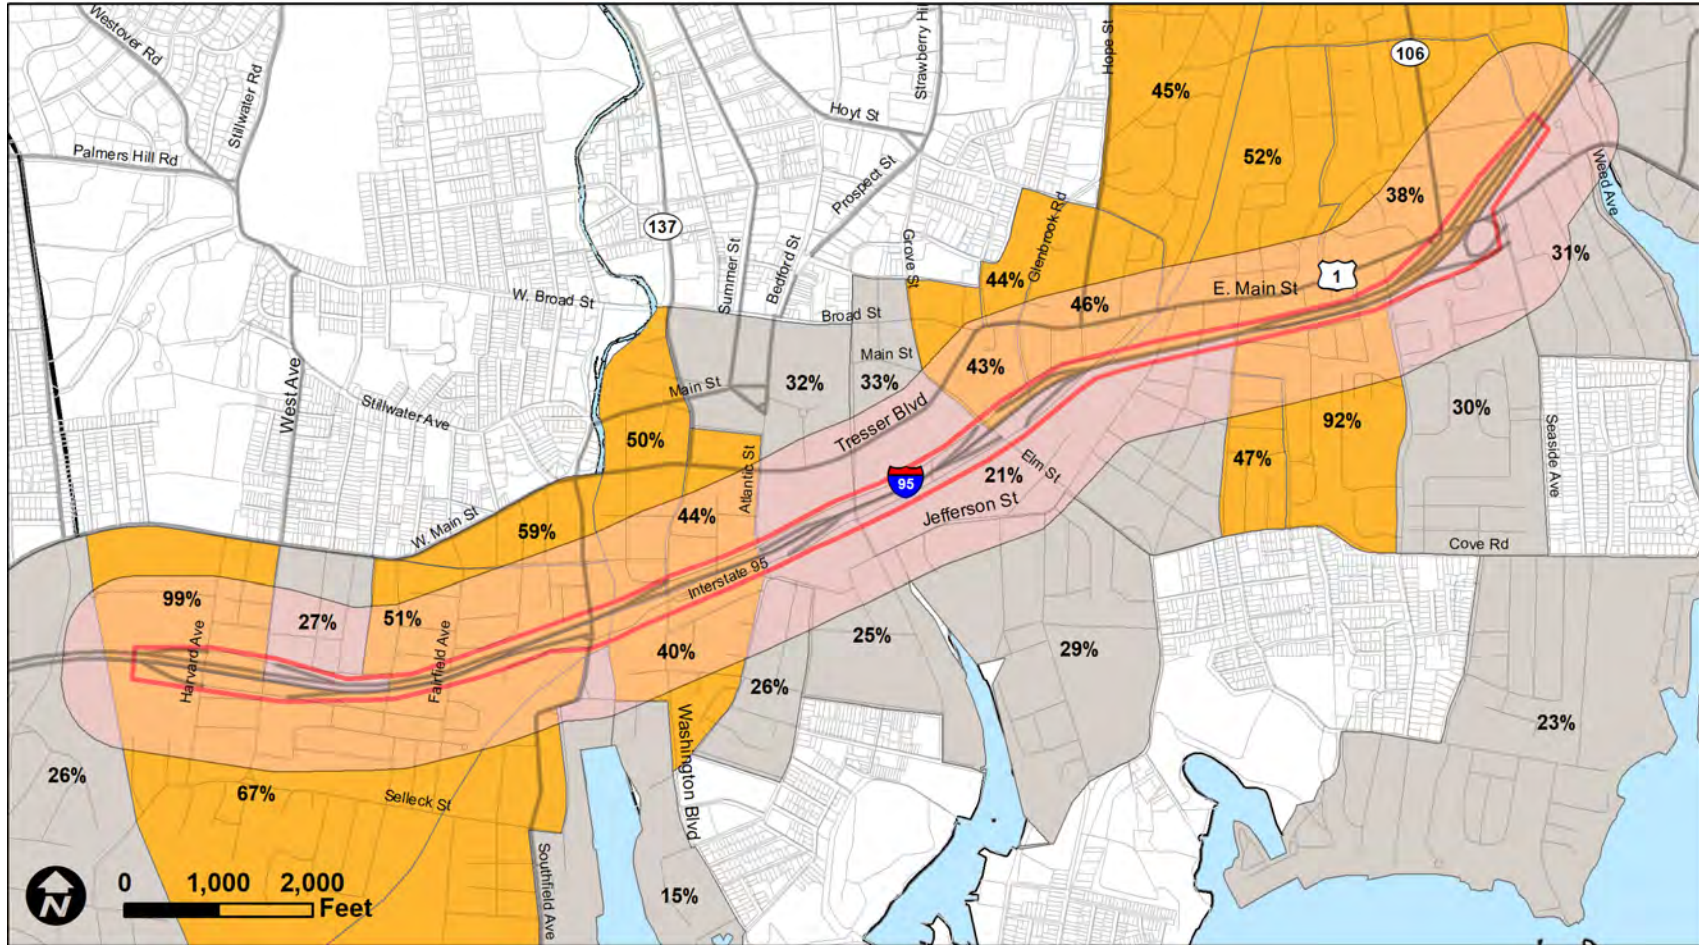 Westover Rd
Stillwater Rd
Palmers Hill Rd
Hoyt St
Strawberry Hil
Hope St
106
45%
52%
38%
Prospect St
137
Weed Ave
Summer St
Bedford St
Grove St
44%
Glenbrook Rd
31%
W. Broad St
Broad St
46%
1
E. Main St
West Ave
Main St
Main St
32%
33%
43%
Stillwater Ave
Tresser Blvd
50%
92%
30%
Seaside Ave
47%
Atlantic St
95
21%
Elm St
Jefferson St
W. Main St
59%
44%
Cove Rd
Interstate 95
99%
27%
51%
Harvard Ave
Fairfield Ave
40%
25%
29%
26%
26%
67%
Selleck St
Washington Blvd
23%
Southfield Ave
15%
N
0 1,000 2,000
Feet